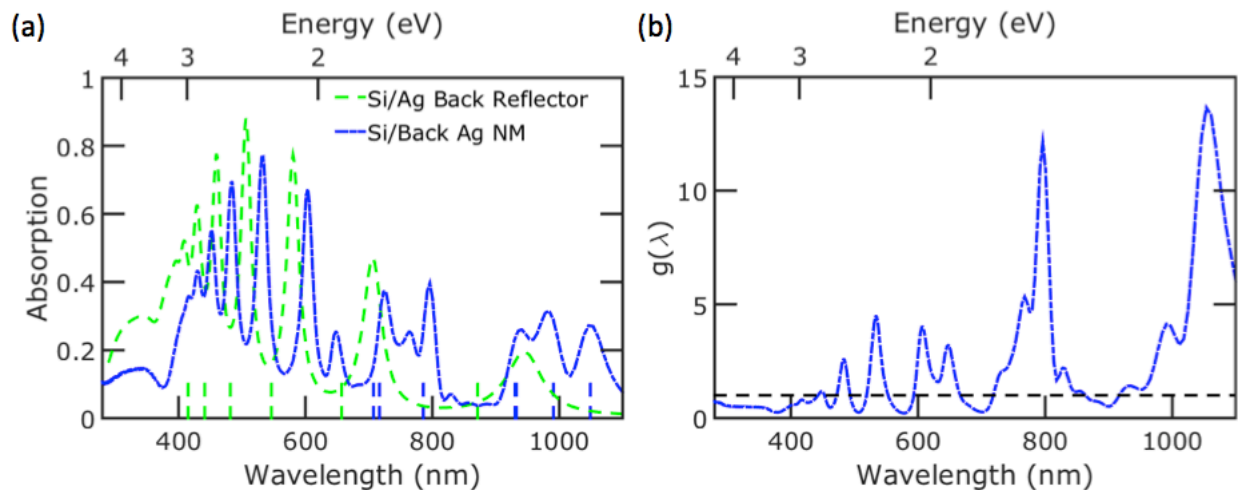 (a)
Energy (eV)
4 3 2
1
0.8
0.6
0.4
0.2
0
Absorption
Si/Ag Back Reflector
Si/Back Ag NM
400 600 800 1000
Wavelength (nm)
(b)
Energy (eV)
4 3 2
15
10
5
0
g(λ)
400 600 800 1000
Wavelength (nm)